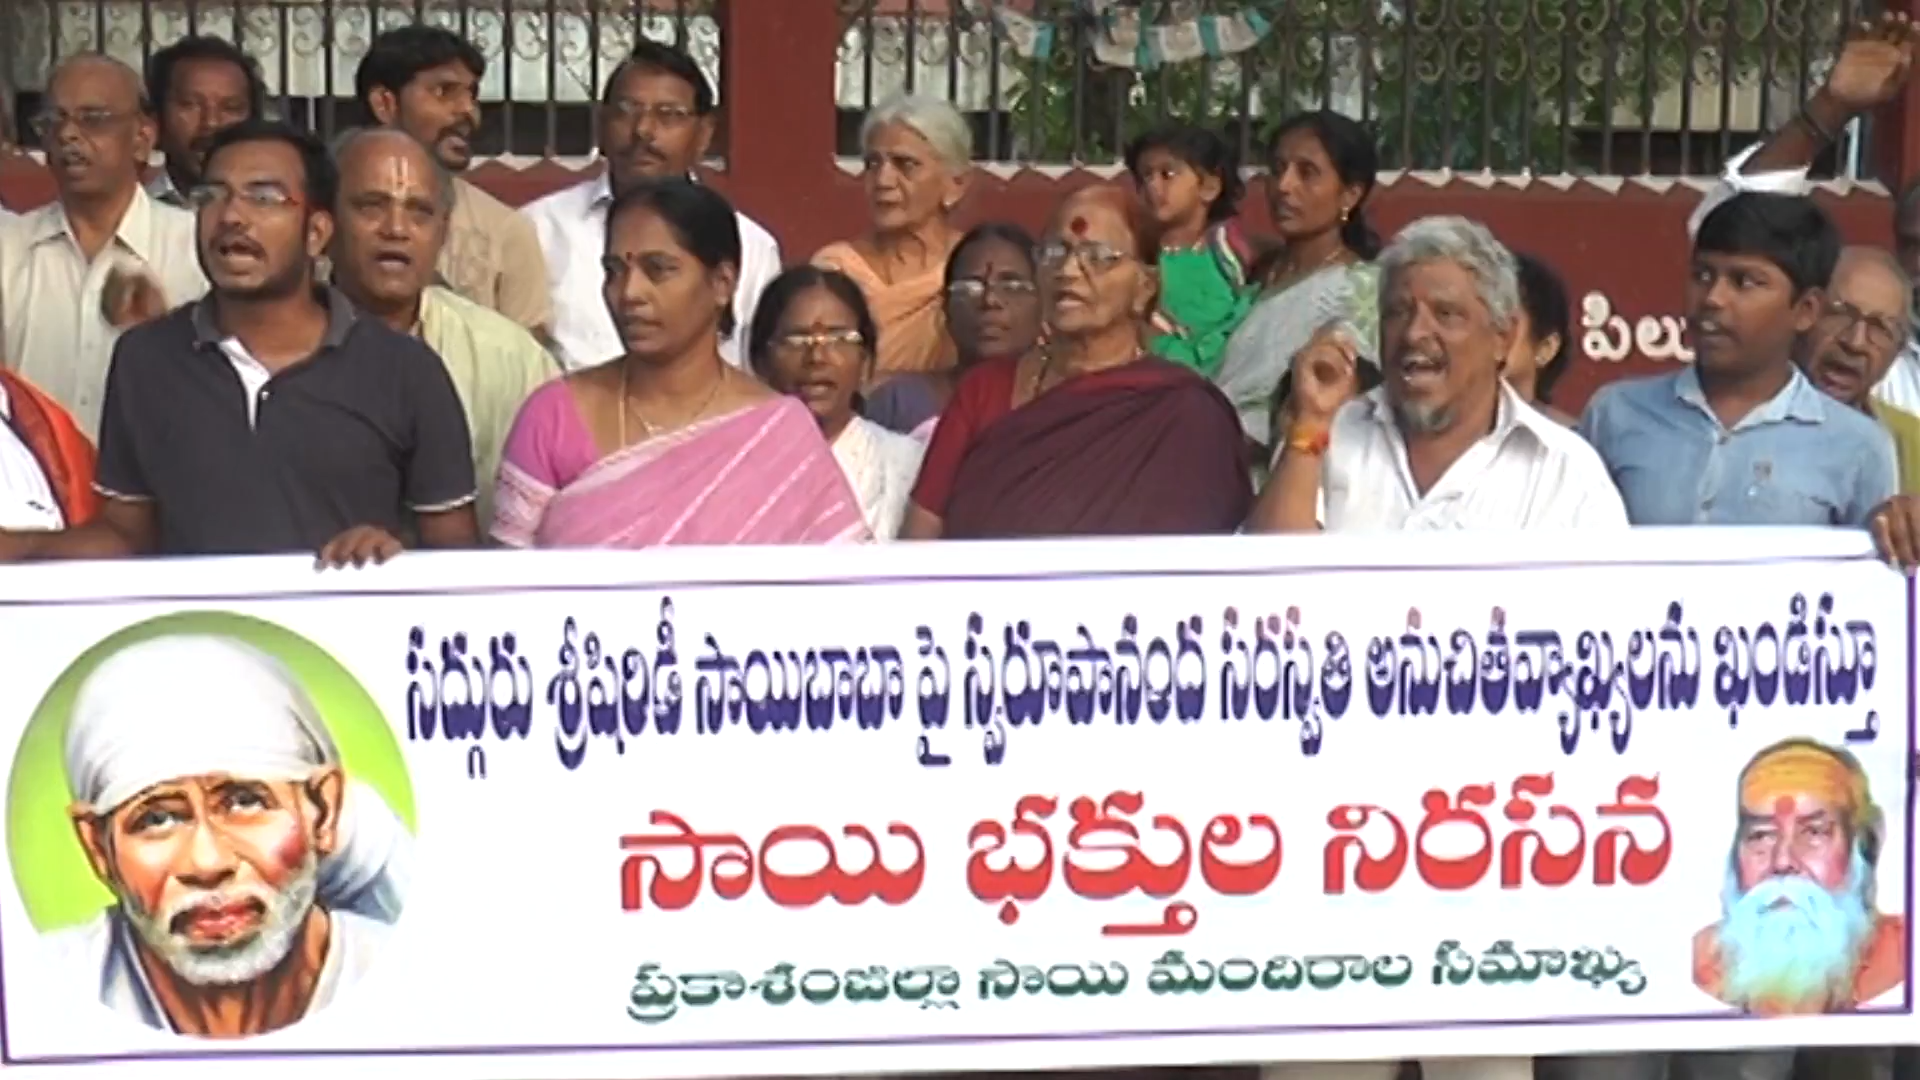 పిలు
సద్గురు శ్రీషిరిడీ సాయిబాబా పై స్వరూపానంద సరస్వతి అనుచితవ్యాఖ్యలను ఖండిస్తూ
సాయి భక్తుల నిరసన
ప్రకాశంజిల్లా సాయి మందిరాల సమాఖ్య